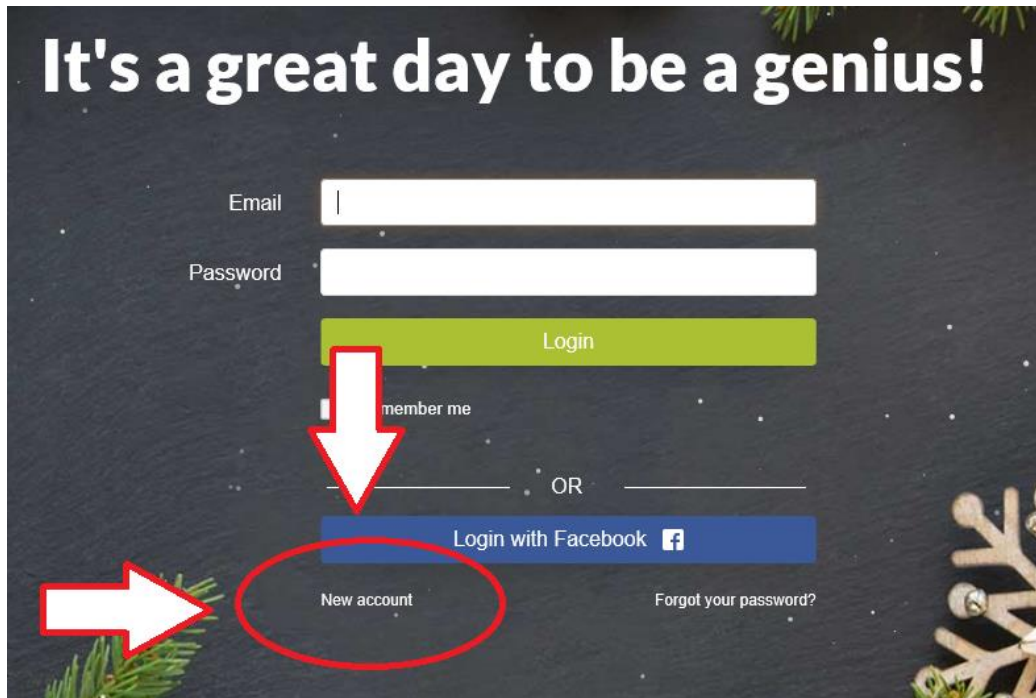 It's a great day to be a genius!
Email
Password
Login
member me
OR
Login with Facebook
New account
Forgot your password?